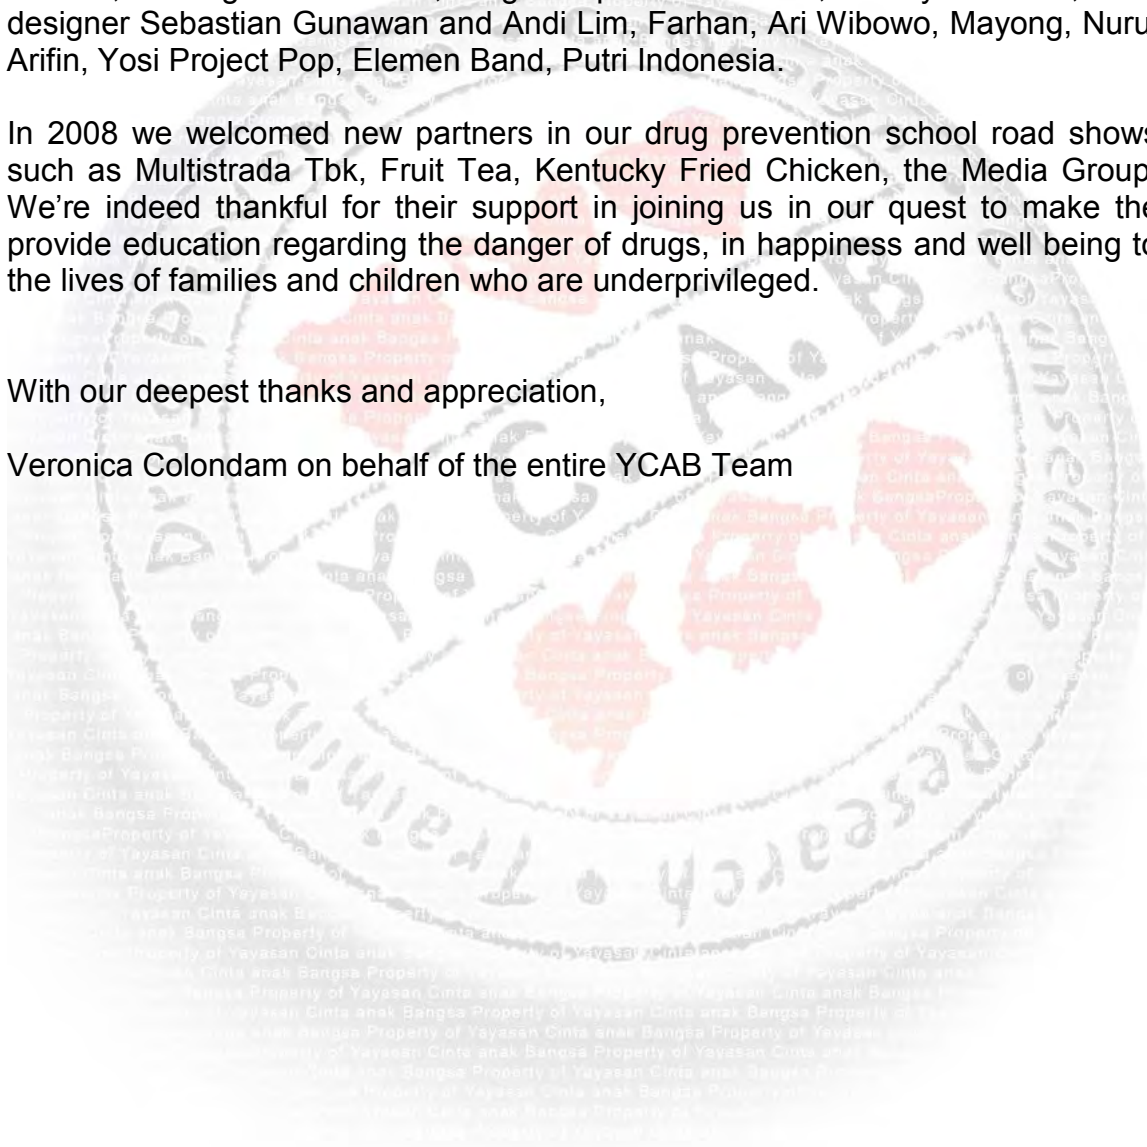 designer Sebastian Gunawan and Andi Lim, Farhan, Ari Wibowo, Mayong, Nuru
Arifin, Yosi Project Pop, Elemen Band, Putri Indonesia.
In 2008 we welcomed new partners in our drug prevention school road shows
such as Multistrada Tbk, Fruit Tea, Kentucky Fried Chicken, the Media Group
We're indeed thankful for their support in joining us in our quest to make the
provide education regarding the danger of drugs, in happiness and well being to
the lives of families and children who are underprivileged.
With our deepest thanks and appreciation,
Veronica Colondam on behalf of the entire YCAB Team
Y.C.A.B
Training • Research